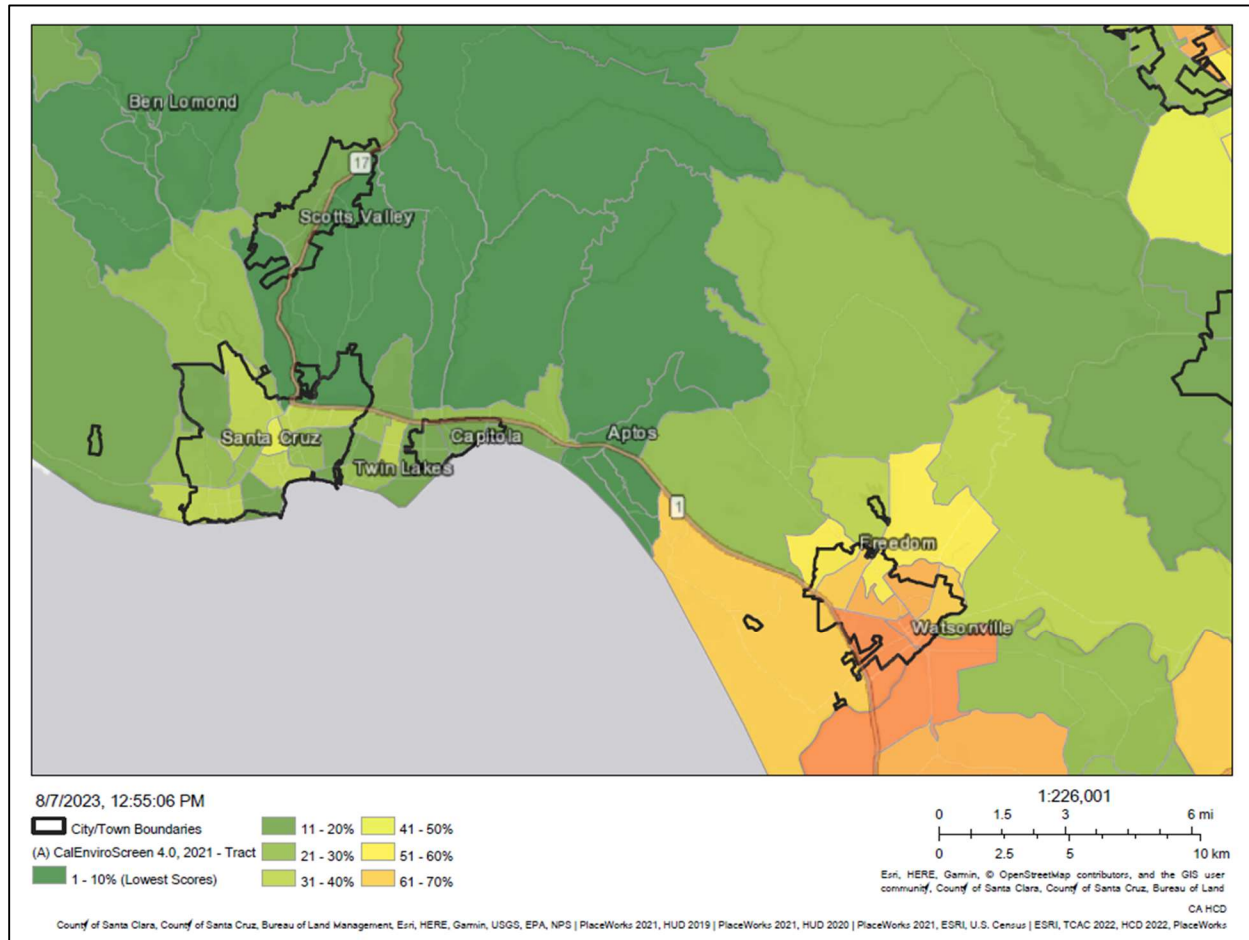 Ben Lomond
17
Scotts Valley
Santa Cruz
Capitola
Aptos
Twin Lakes
1
Freedom
Watsonville
8/7/2023, 12:55:06 PM
City/Town Boundaries
(A) CalEnviroScreen 4.0, 2021 - Tract
1 - 10% (Lowest Scores)
11 - 20%
21 - 30%
31 - 40%
41 - 50%
51 - 60%
61 - 70%
1:226,001
0 1.5 3 6 mi
0 2.5 5 10 km
Esri, HERE, Garmin, © OpenStreetMap contributors, and the GIS user
community, County of Santa Clara, County of Santa Cruz, Bureau of Land
CA HCD
County of Santa Clara, County of Santa Cruz, Bureau of Land Management, Esri, HERE, Garmin, USGS, EPA, NPS | PlaceWorks 2021, HUD 2019 | PlaceWorks 2021, HUD 2020 | PlaceWorks 2021, ESRI, U.S. Census | ESRI, TCAC 2022, HCD 2022, PlaceWorks